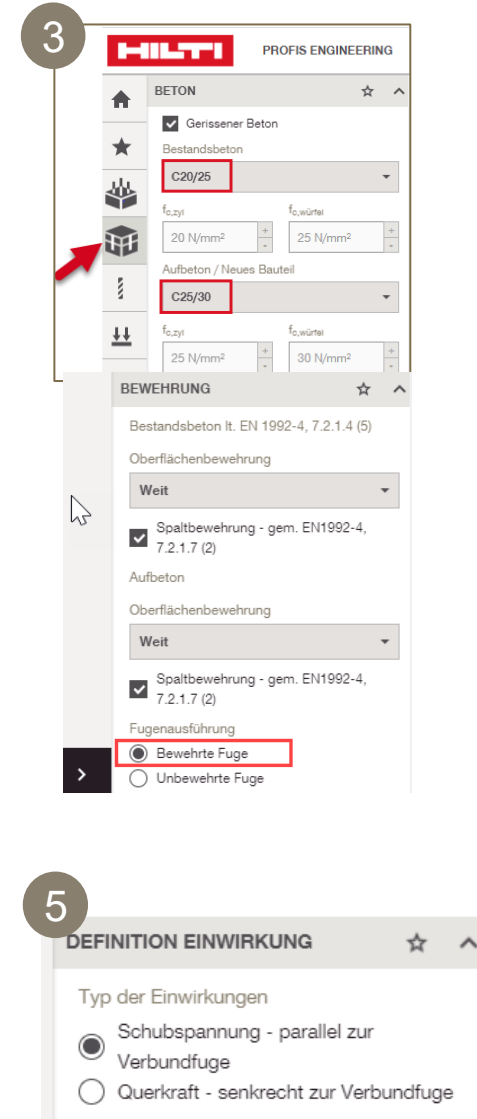 3
HILTI PROFIS ENGINEERING
BETON
Gerissener Beton
Bestandsbeton
C20/25
fc,zyl fc,würfel
20 N/mm² + - 25 N/mm² + -
Aufbeton / Neues Bauteil
C25/30
fc,zyl fc,würfel
25 N/mm² + - 30 N/mm² + -
BEWEHRUNG
Bestandsbeton lt. EN 1992-4, 7.2.1.4 (5)
Oberflächenbewehrung
Weit
Spaltbewehrung - gem. EN1992-4,
7.2.1.7 (2)
Aufbeton
Oberflächenbewehrung
Weit
Spaltbewehrung - gem. EN1992-4,
7.2.1.7 (2)
Fugenausführung
Bewehrte Fuge
Unbewehrte Fuge
5
DEFINITION EINWIRKUNG
Typ der Einwirkungen
Schubspannung - parallel zur
Verbundfuge
Querkraft - senkrecht zur Verbundfuge